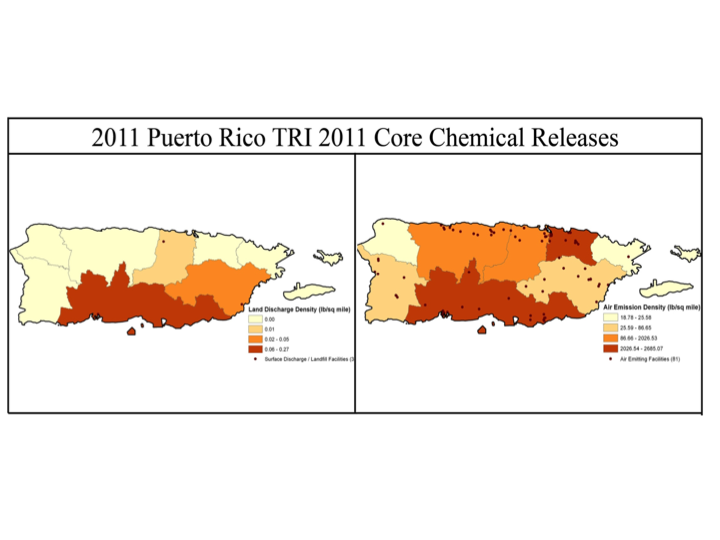 2011 Puerto Rico TRI 2011 Core Chemical Releases
Land Discharge Density (lb/sq mile)
0.00
0.01
0.02 - 0.05
0.06 - 0.27
Surface Discharge / Landfill Facilities (3
Air Emission Density (lb/sq mile)
18.78 - 25.58
25.59 - 86.65
86.66 - 2026.53
2026.54 - 2665.07
Air Emitting Facilities (81)